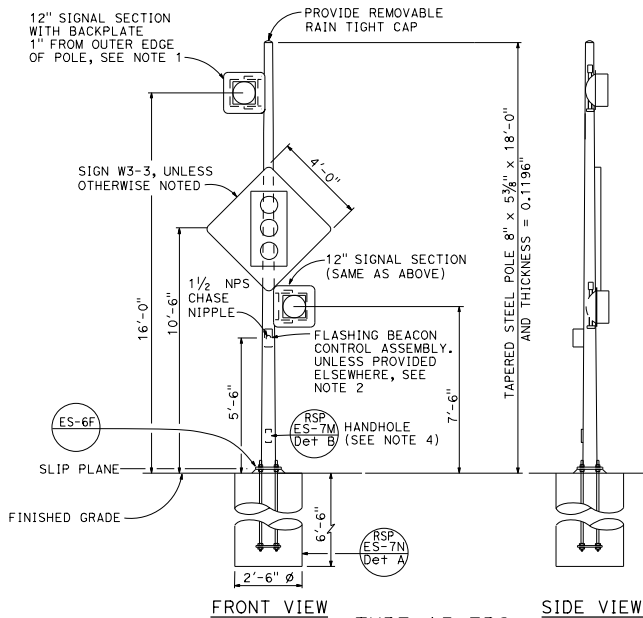 12" SIGNAL SECTION
WITH BACKPLATE
1" FROM OUTER EDGE
OF POLE, SEE NOTE 1
PROVIDE REMOVABLE
RAIN TIGHT CAP
SIGN W3-3, UNLESS
OTHERWISE NOTED
4'-0"
16'-0"
10'-6"
12" SIGNAL SECTION
(SAME AS ABOVE)
1½ NPS
CHASE
NIPPLE
FLASHING BEACON
CONTROL ASSEMBLY.
UNLESS PROVIDED
ELSEWHERE, SEE
NOTE 2
5'-6"
7'-6"
TAPERED STEEL POLE 8" x 5⅜" x 18'-0"
AND THICKNESS = 0.1196"
ES-6F
RSP
ES-7M
Det B
HANDHOLE
(SEE NOTE 4)
SLIP PLANE
FINISHED GRADE
6'-6"
RSP
ES-7N
Det A
2'-6" Ø
FRONT VIEW
SIDE VIEW